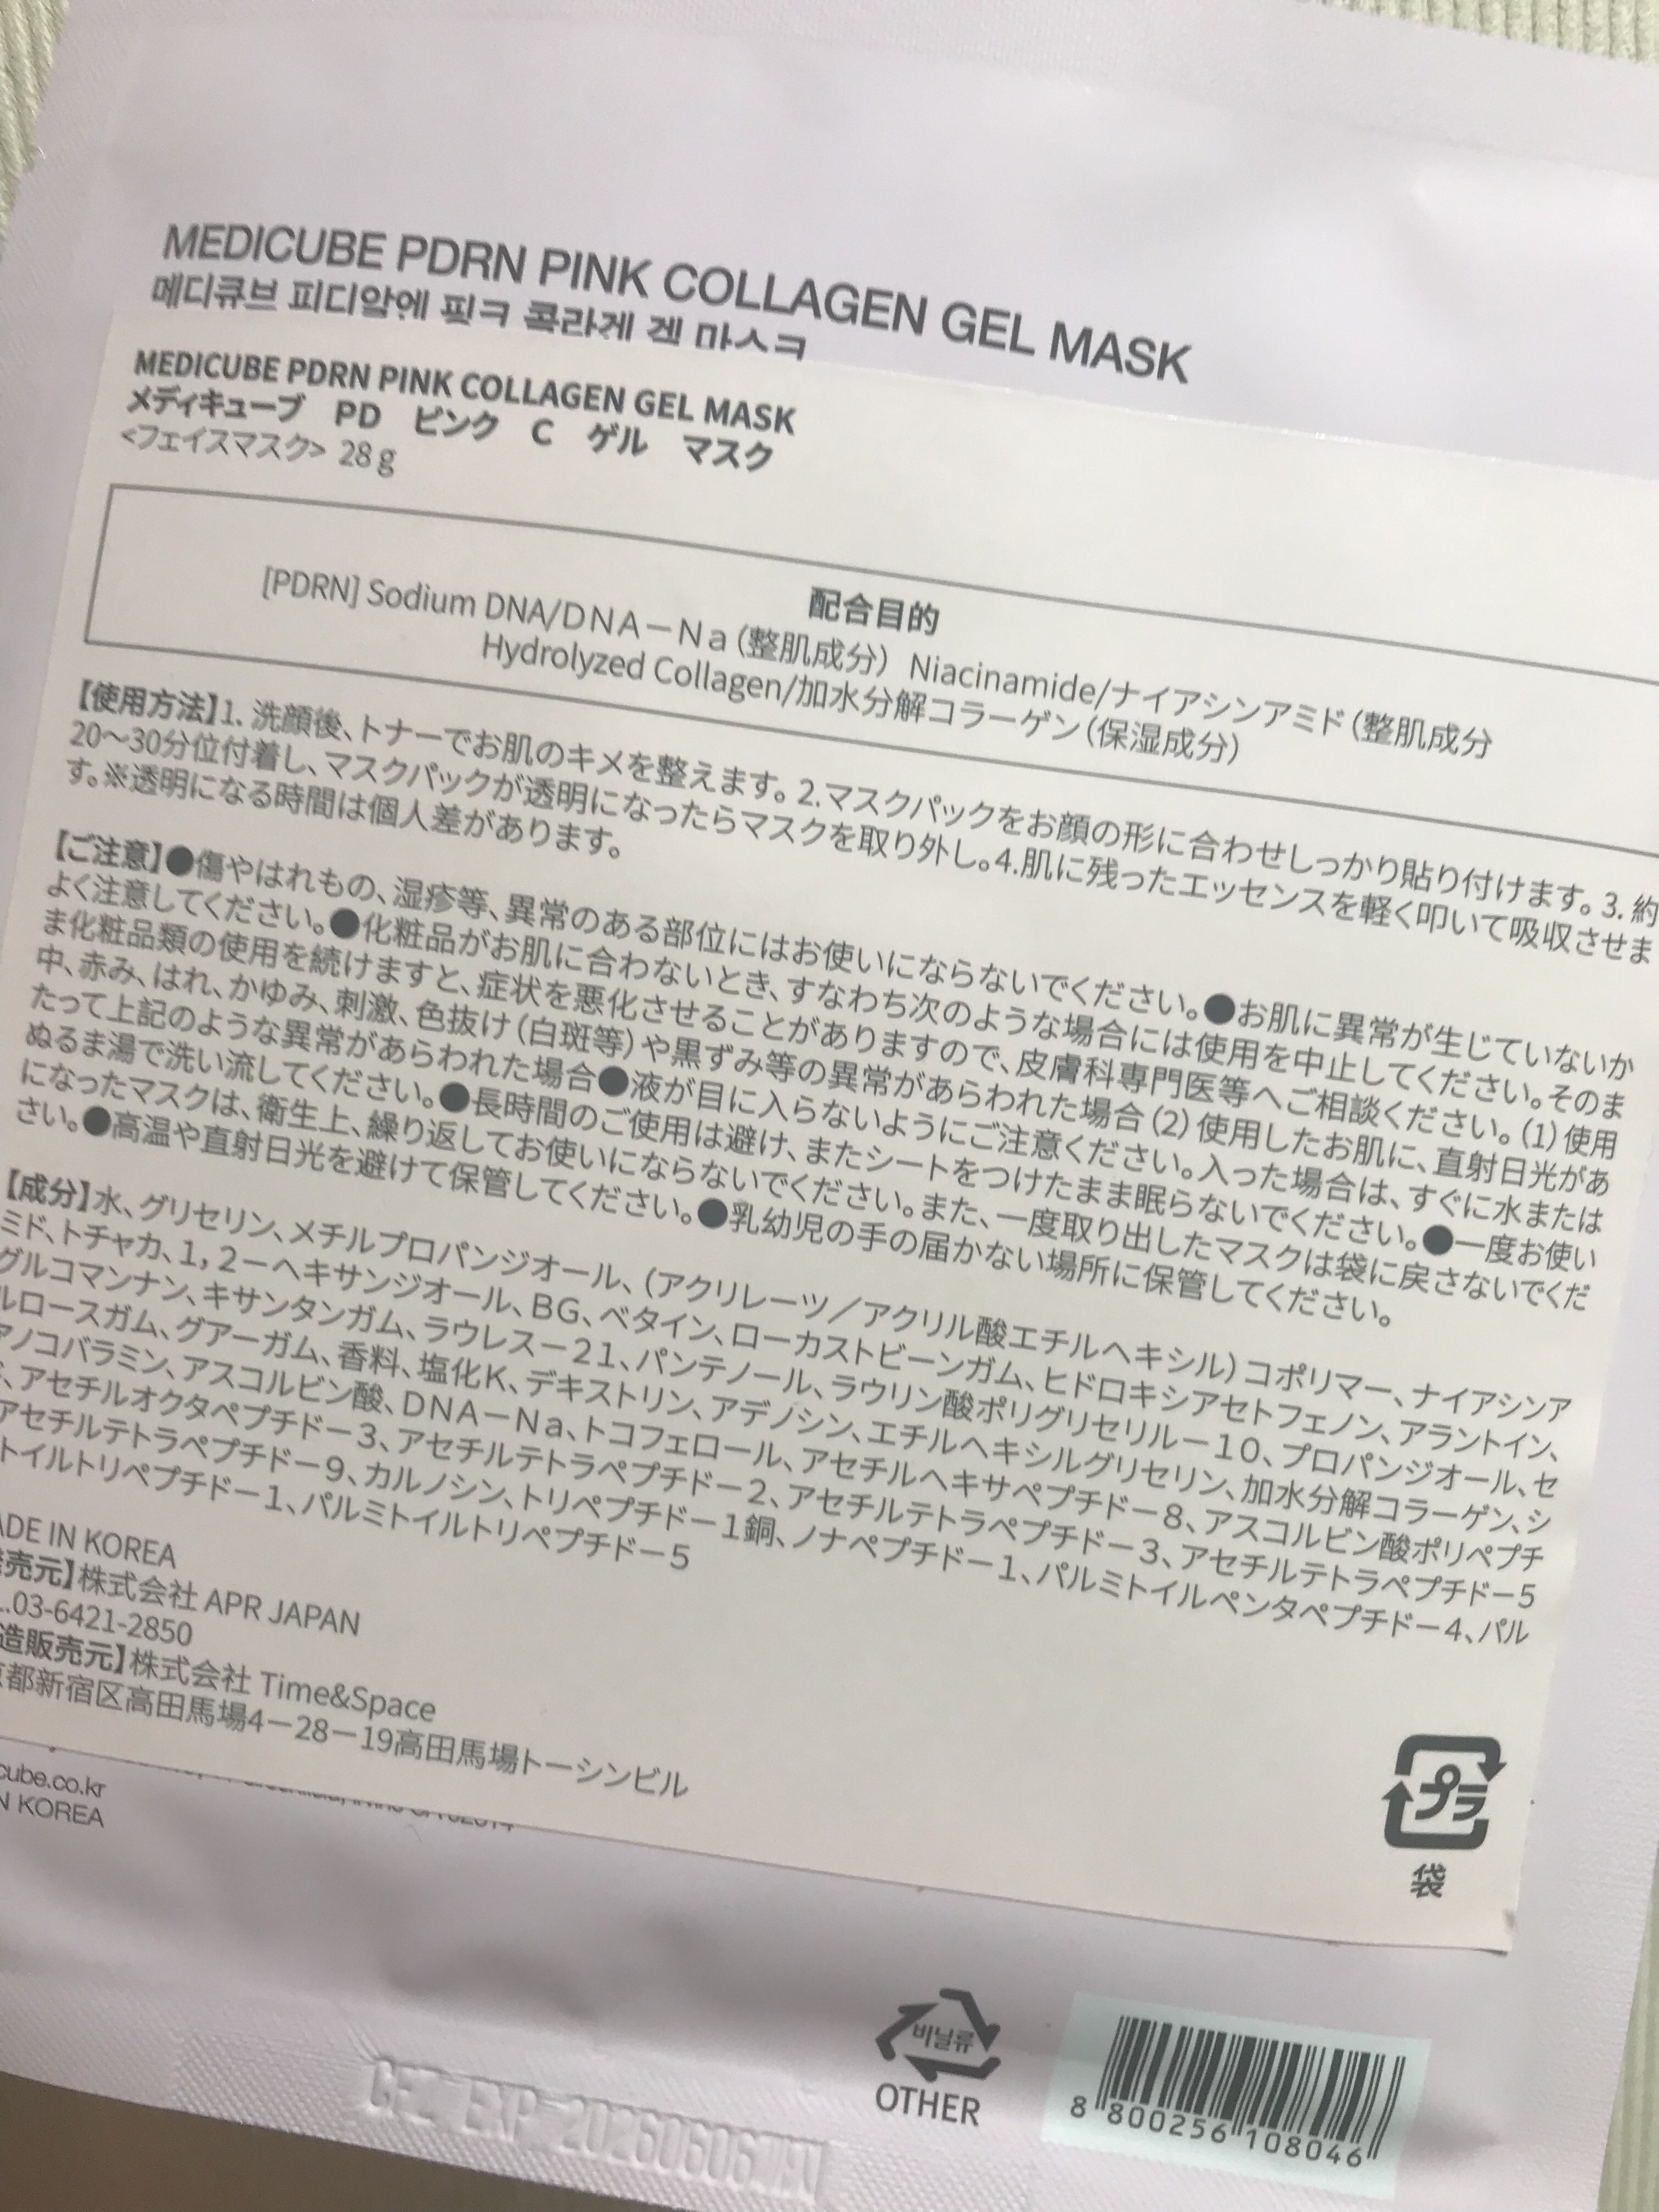 MEDICUBE PDRN PINK COLLAGEN GEL MASK
메디큐브 피디알엔 핑크 콜라겐 겔 마스크
MEDICUBE PDRN PINK COLLAGEN GEL MASK
メディキューブ　PD　ピンク　C　ゲル　マスク
<フェイスマスク> 28 g
配合目的
[PDRN] Sodium DNA/DNA－Na（整肌成分） Niacinamide/ナイアシンアミド（整肌成分
Hydrolyzed Collagen/加水分解コラーゲン（保湿成分）
【使用方法】1. 洗顔後、トナーでお肌のキメを整えます。2.マスクパックをお顔の形に合わせしっかり貼り付けます。3. 約
20〜30分位付着し、マスクパックが透明になったらマスクを取り外し。4.肌に残ったエッセンスを軽く叩いて吸収させま
す。※透明になる時間は個人差があります。
【ご注意】●傷やはれもの、湿疹等、異常のある部位にはお使いにならないでください。●お肌に異常が生じていないか
よく注意してください。●化粧品がお肌に合わないとき、すなわち次のような場合には使用を中止してください。そのま
ま化粧品類の使用を続けますと、症状を悪化させることがありますので、皮膚科専門医等へご相談ください。（1）使用
中、赤み、はれ、かゆみ、刺激、色抜け（白斑等）や黒ずみ等の異常があらわれた場合（2）使用したお肌に、直射日光があ
たって上記のような異常があらわれた場合●液が目に入らないようにご注意ください。入った場合は、すぐに水または
ぬるま湯で洗い流してください。●長時間のご使用は避け、またシートをつけたまま眠らないでください。●一度お使い
になったマスクは、衛生上、繰り返してお使いにならないでください。また、一度取り出したマスクは袋に戻さないでくだ
さい。●高温や直射日光を避けて保管してください。●乳幼児の手の届かない場所に保管してください。
【成分】水、グリセリン、メチルプロパンジオール、（アクリレーツ／アクリル酸エチルヘキシル）コポリマー、ナイアシンア
ミド、トチャカ、１，２－ヘキサンジオール、ＢＧ、ベタイン、ローカストビーンガム、ヒドロキシアセトフェノン、アラントイン、
グルコマンナン、キサンタンガム、ラウレス－２１、パンテノール、ラウリン酸ポリグリセリル－１０、プロパンジオール、セ
ルロースガム、グアーガム、香料、塩化Ｋ、デキストリン、アデノシン、エチルヘキシルグリセリン、加水分解コラーゲン、シ
アノコバラミン、アスコルビン酸、ＤＮＡ－Ｎａ、トコフェロール、アセチルヘキサペプチド－８、アスコルビン酸ポリペプチ
ド、アセチルオクタペプチド－３、アセチルテトラペプチド－２、アセチルテトラペプチド－３、アセチルテトラペプチド－５
アセチルテトラペプチド－９、カルノシン、トリペプチド－１銅、ノナペプチド－１、パルミトイルペンタペプチド－４、パル
トイルトリペプチド－１、パルミトイルトリペプチド－５
ADE IN KOREA
売元】株式会社 APR JAPAN
.03-6421-2850
造販売元】株式会社 Time&Space
都新宿区高田馬場4－28－19高田馬場トーシンビル
プラ
袋
cube.co.kr
N KOREA
비닐류
OTHER
8 800256 108046
EXP 20260606